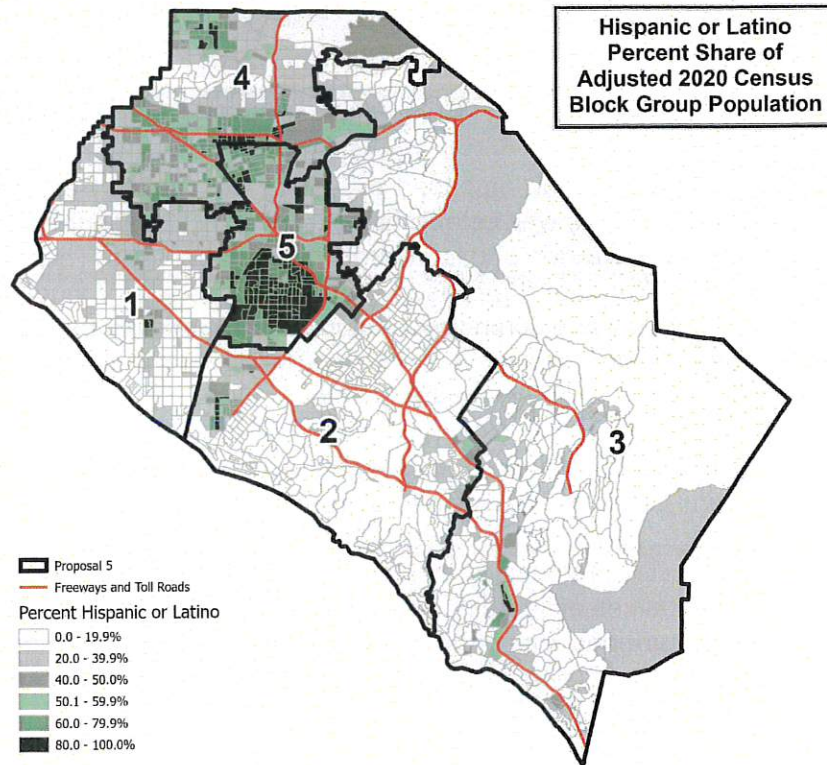 Hispanic or Latino
Percent Share of
Adjusted 2020 Census
Block Group Population
4
5
1
2
3
Proposal 5
Freeways and Toll Roads
Percent Hispanic or Latino
0.0 - 19.9%
20.0 - 39.9%
40.0 - 50.0%
50.1 - 59.9%
60.0 - 79.9%
80.0 - 100.0%